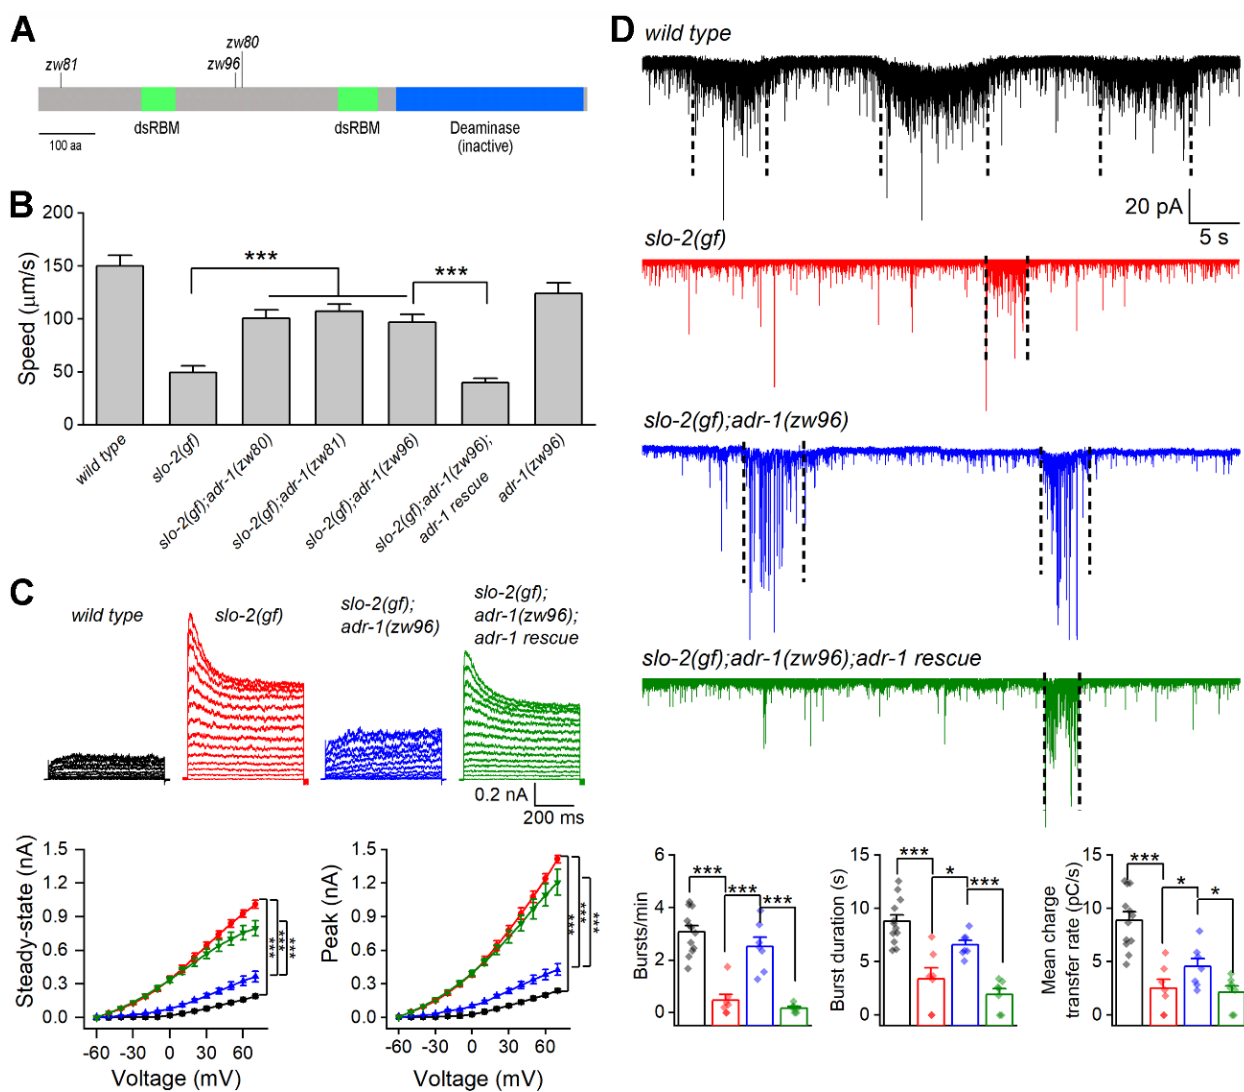 A
zw81
zw80
zw96
dsRBM
dsRBM
Deaminase
(inactive)
100 aa
B
Speed (μm/s)
200
150
100
50
0
***
***
wild type
slo-2(gf)
slo-2(gf);adr-1(zw80)
slo-2(gf);adr-1(zw81)
slo-2(gf);adr-1(zw96)
slo-2(gf);adr-1(zw96);
adr-1 rescue
adr-1(zw96)
C
wild type
slo-2(gf)
slo-2(gf);
adr-1(zw96)
slo-2(gf);
adr-1(zw96);
adr-1 rescue
0.2 nA
200 ms
Steady-state (nA)
1.5
1.2
0.9
0.6
0.3
0.0
-60
-30
0
30
60
Voltage (mV)
***
***
***
Peak (nA)
1.5
1.2
0.9
0.6
0.3
0.0
-60
-30
0
30
60
Voltage (mV)
***
***
***
D
wild type
20 pA
5 s
slo-2(gf)
slo-2(gf);adr-1(zw96)
slo-2(gf);adr-1(zw96);adr-1 rescue
Bursts/min
6
4
2
0
***
***
***
Burst duration (s)
15
10
5
0
***
*
***
Mean charge
transfer rate (pC/s)
15
10
5
0
***
*
*